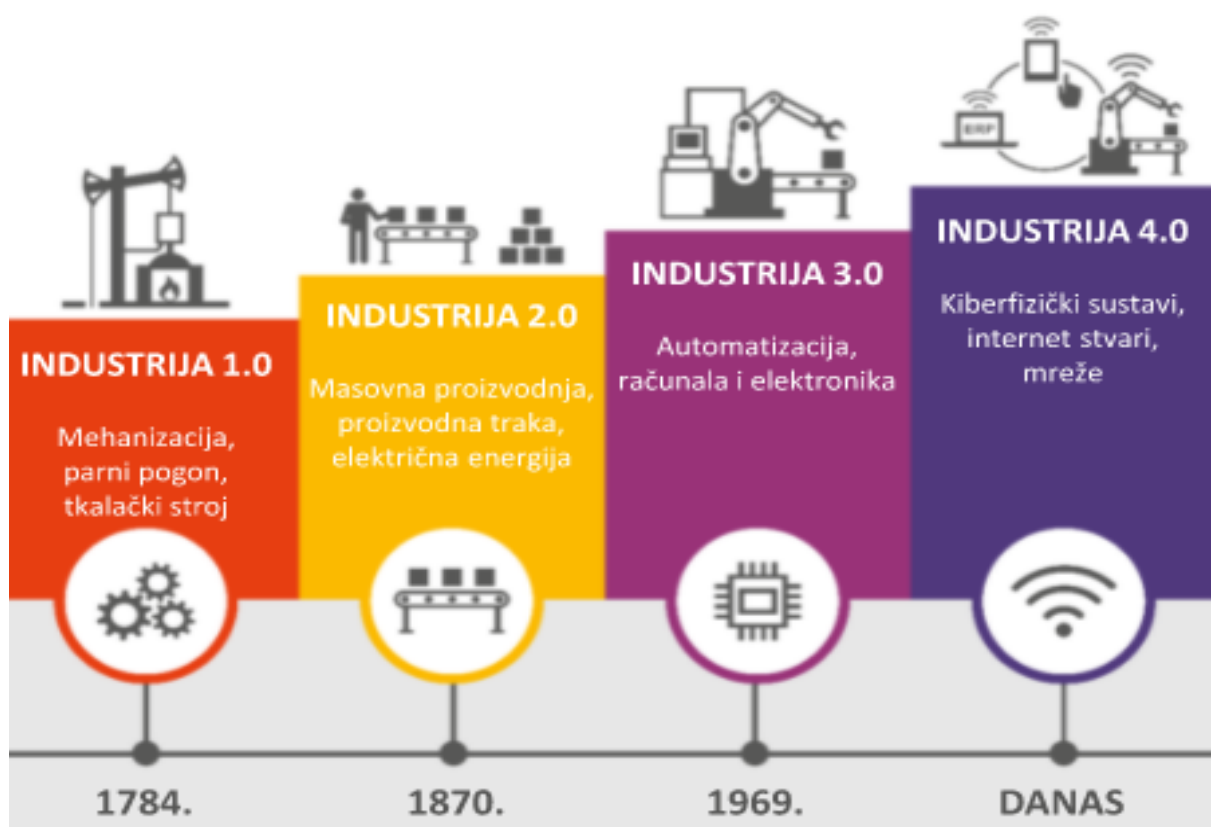 ERP
INDUSTRIJA 1.0
Mehanizacija,
parni pogon,
tkalački stroj
INDUSTRIJA 2.0
Masovna proizvodnja,
proizvodna traka,
električna energija
INDUSTRIJA 3.0
Automatizacija,
računala i elektronika
INDUSTRIJA 4.0
Kiberfizički sustavi,
internet stvari,
mreže
1784.
1870.
1969.
DANAS